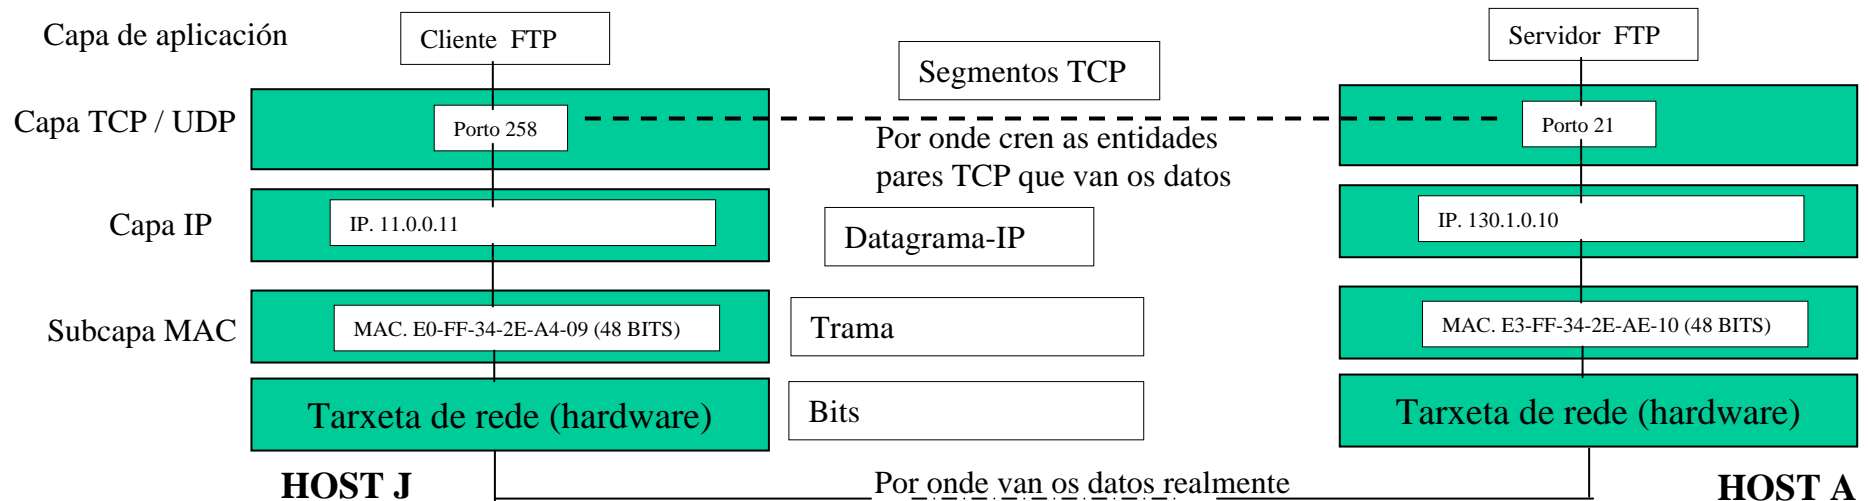 Capa de aplicación
Cliente FTP
Servidor FTP
Segmentos TCP
Capa TCP / UDP
Porto 258
Porto 21
Por onde cren as entidades
pares TCP que van os datos
Capa IP
IP. 11.0.0.11
Datagrama-IP
IP. 130.1.0.10
Subcapa MAC
MAC. E0-FF-34-2E-A4-09 (48 BITS)
Trama
MAC. E3-FF-34-2E-AE-10 (48 BITS)
Tarxeta de rede (hardware)
Bits
Tarxeta de rede (hardware)
HOST J
Por onde van os datos realmente
HOST A